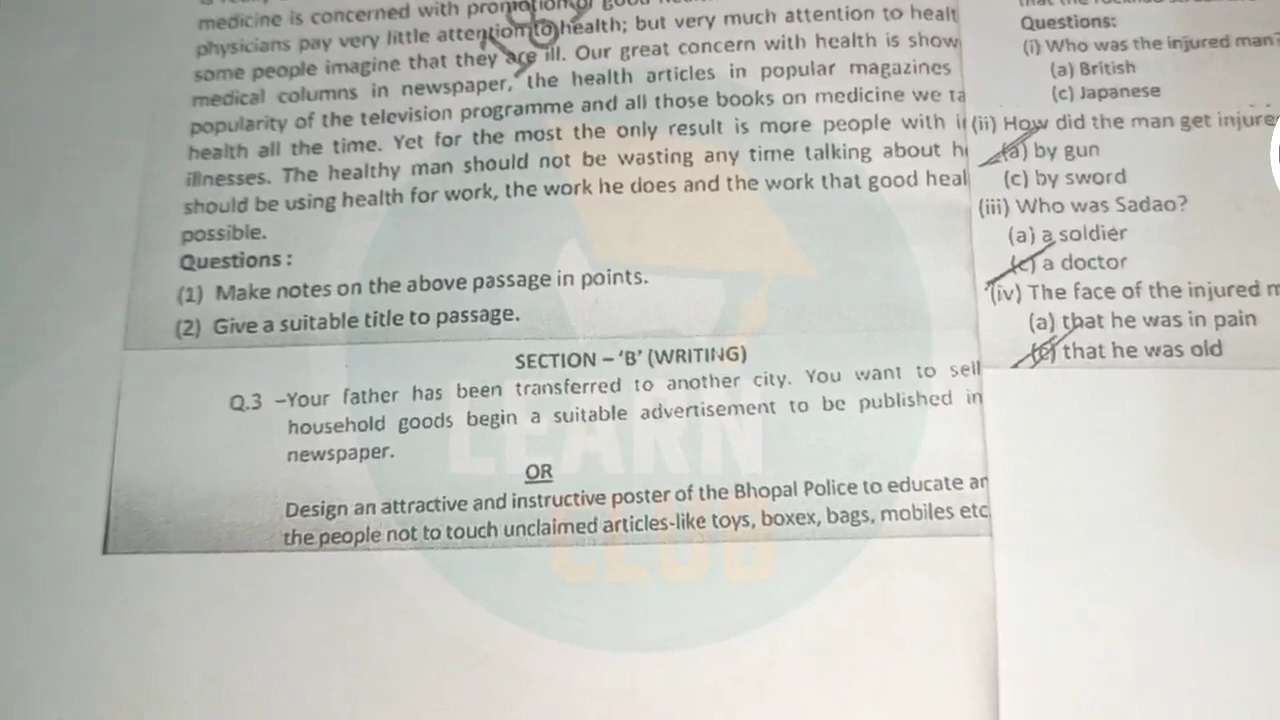 medicine is concerned with promotion of good
physicians pay very little attention to health; but very much attention to healt
some people imagine that they are ill. Our great concern with health is show
medical columns in newspaper, the health articles in popular magazines
popularity of the television programme and all those books on medicine we ta
health all the time. Yet for the most the only result is more people with i
illnesses. The healthy man should not be wasting any time talking about h
should be using health for work, the work he does and the work that good heal
possible.
Questions :
(1) Make notes on the above passage in points.
(2) Give a suitable title to passage.
SECTION – 'B' (WRITING)
Q.3 –Your father has been transferred to another city. You want to sell
household goods begin a suitable advertisement to be published in
newspaper.
OR
Design an attractive and instructive poster of the Bhopal Police to educate an
the people not to touch unclaimed articles-like toys, boxex, bags, mobiles etc
Questions:
(i) Who was the injured man?
(a) British
(c) Japanese
(ii) How did the man get injure
(a) by gun
(c) by sword
(iii) Who was Sadao?
(a) a soldier
(c) a doctor
(iv) The face of the injured m
(a) that he was in pain
(c) that he was old
LEARN
CLUB